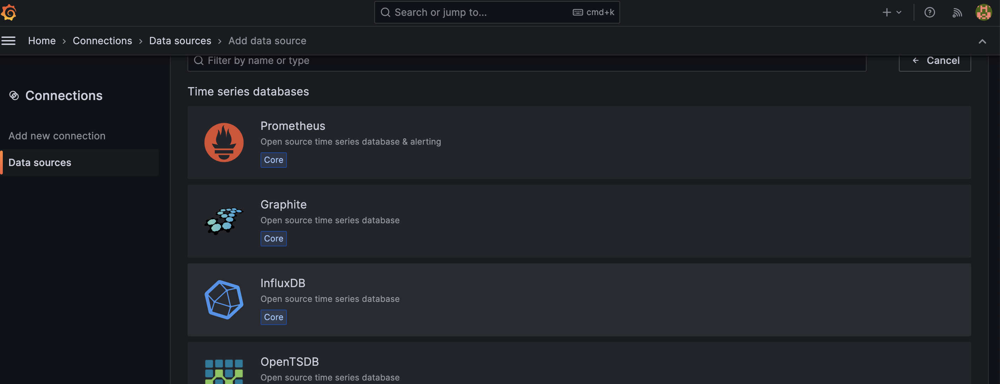 Search or jump to...
cmd+k
Home
Connections
Data sources
Add data source
Filter by name or type
Cancel
Connections
Add new connection
Data sources
Time series databases
Prometheus
Open source time series database & alerting
Core
Graphite
Open source time series database
Core
InfluxDB
Open source time series database
Core
OpenTSDB
Open source time series database